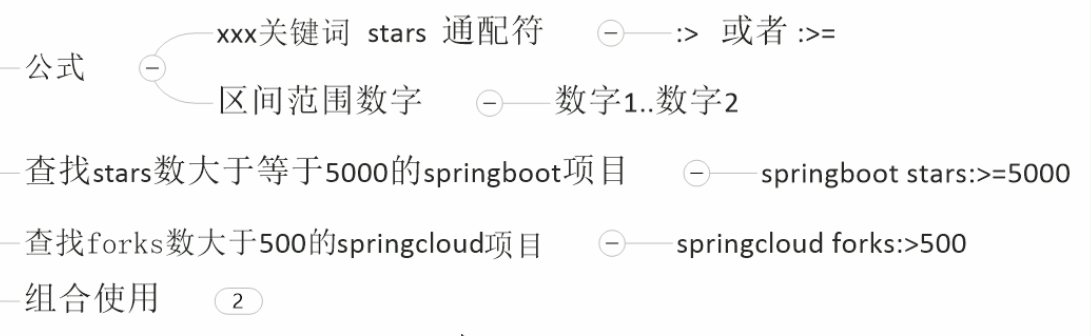 xxx关键词 stars 通配符 :> 或者 :>=
公式
区间范围数字 数字1..数字2
查找stars数大于等于5000的springboot项目 springboot stars:>=5000
查找forks数大于500的springcloud项目 springcloud forks:>500
组合使用 2